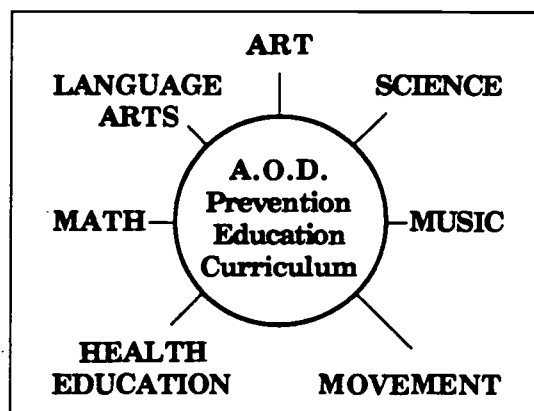 ART
LANGUAGE
ARTS
SCIENCE
A.O.D.
Prevention
Education
Curriculum
MATH
MUSIC
HEALTH
EDUCATION
MOVEMENT